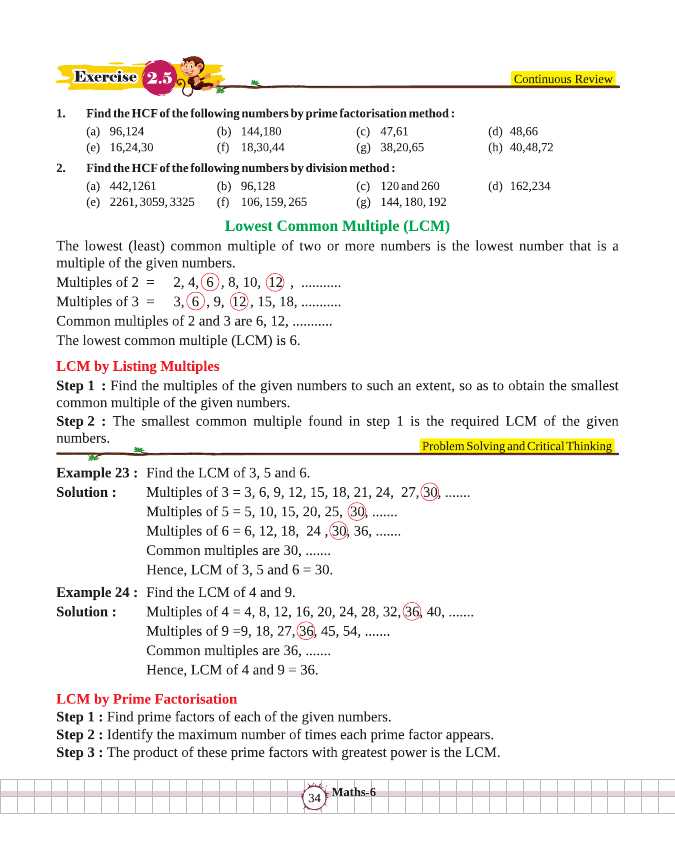 Exercise 2.5
Continuous Review
1. Find the HCF of the following numbers by prime factorisation method :
(a) 96,124 (b) 144,180 (c) 47,61 (d) 48,66
(e) 16,24,30 (f) 18,30,44 (g) 38,20,65 (h) 40,48,72
2. Find the HCF of the following numbers by division method :
(a) 442,1261 (b) 96,128 (c) 120 and 260 (d) 162,234
(e) 2261, 3059, 3325 (f) 106, 159, 265 (g) 144, 180, 192
Lowest Common Multiple (LCM)
The lowest (least) common multiple of two or more numbers is the lowest number that is a
multiple of the given numbers.
Multiples of 2 = 2, 4, 6 , 8, 10, 12 , ...........
Multiples of 3 = 3, 6 , 9, 12 , 15, 18, ...........
Common multiples of 2 and 3 are 6, 12, ...........
The lowest common multiple (LCM) is 6.
LCM by Listing Multiples
Step 1 : Find the multiples of the given numbers to such an extent, so as to obtain the smallest
common multiple of the given numbers.
Step 2 : The smallest common multiple found in step 1 is the required LCM of the given
numbers.
Problem Solving and Critical Thinking
Example 23 : Find the LCM of 3, 5 and 6.
Solution : Multiples of 3 = 3, 6, 9, 12, 15, 18, 21, 24, 27, 30, .......
Multiples of 5 = 5, 10, 15, 20, 25, 30, .......
Multiples of 6 = 6, 12, 18, 24 , 30, 36, .......
Common multiples are 30, .......
Hence, LCM of 3, 5 and 6 = 30.
Example 24 : Find the LCM of 4 and 9.
Solution : Multiples of 4 = 4, 8, 12, 16, 20, 24, 28, 32, 36, 40, .......
Multiples of 9 =9, 18, 27, 36, 45, 54, .......
Common multiples are 36, .......
Hence, LCM of 4 and 9 = 36.
LCM by Prime Factorisation
Step 1 : Find prime factors of each of the given numbers.
Step 2 : Identify the maximum number of times each prime factor appears.
Step 3 : The product of these prime factors with greatest power is the LCM.
34 Maths-6